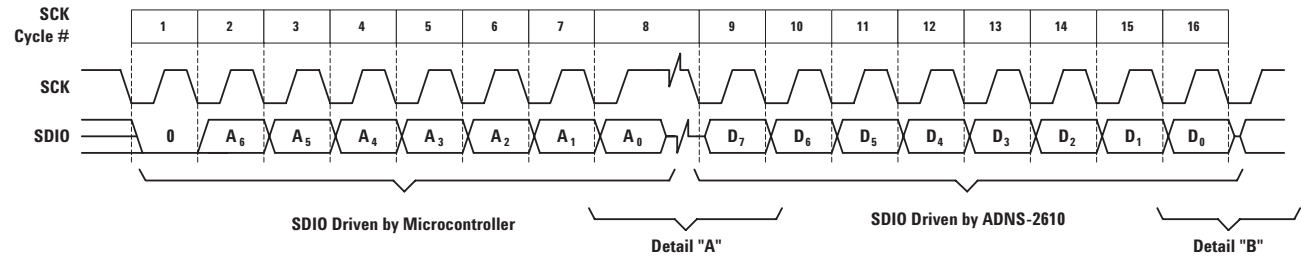 SCK
Cycle #
1 2 3 4 5 6 7 8 9 10 11 12 13 14 15 16
SCK
SDIO
0 A6 A5 A4 A3 A2 A1 A0 D7 D6 D5 D4 D3 D2 D1 D0
SDIO Driven by Microcontroller
SDIO Driven by ADNS-2610
Detail "A"
Detail "B"